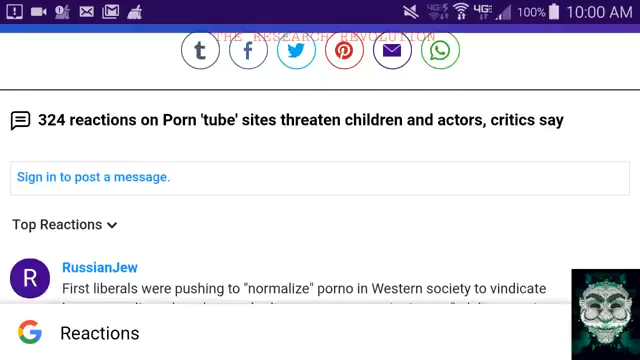 100% 10:00 AM
THE RESEARCH REVOLUTION
324 reactions on Porn 'tube' sites threaten children and actors, critics say
Sign in to post a message.
Top Reactions
R
RussianJew
First liberals were pushing to "normalize" porno in Western society to vindicate
Reactions